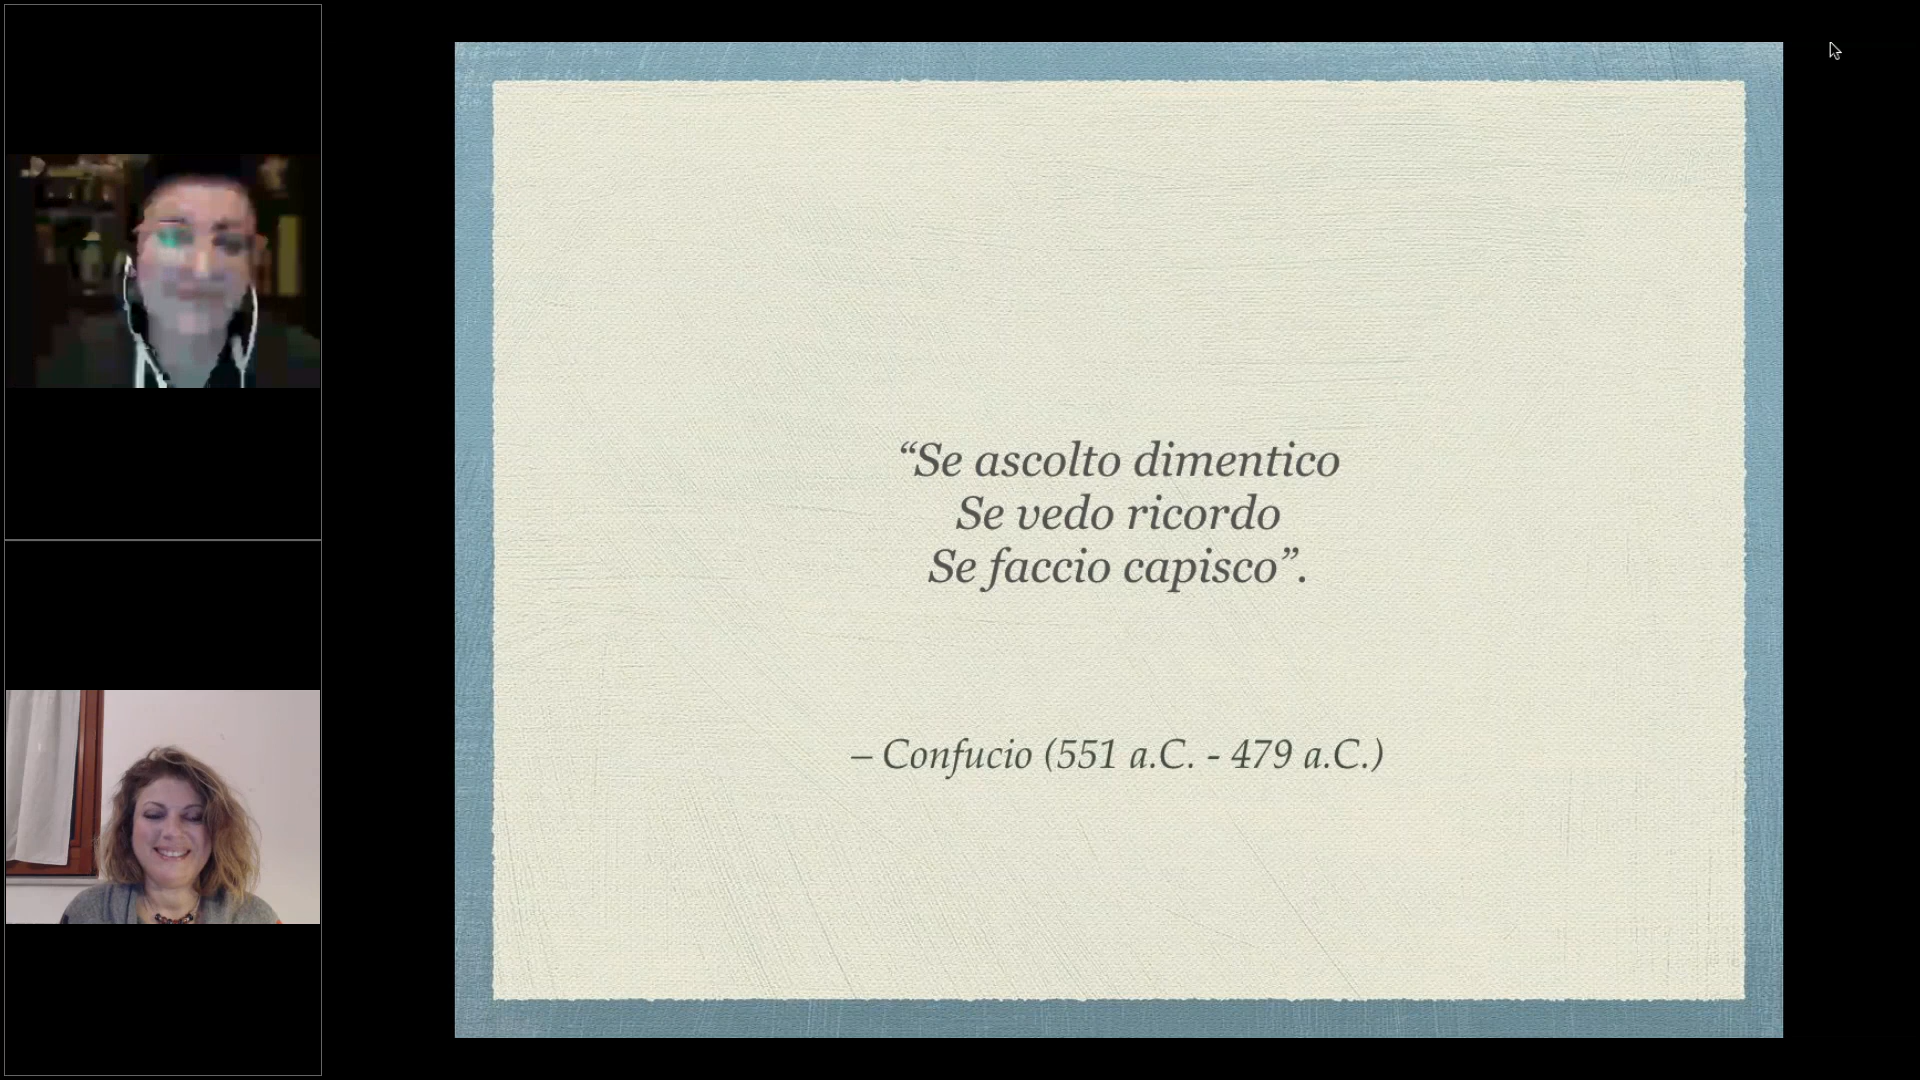 “Se ascolto dimentico
Se vedo ricordo
Se faccio capisco”.
– Confucio (551 a.C. - 479 a.C.)